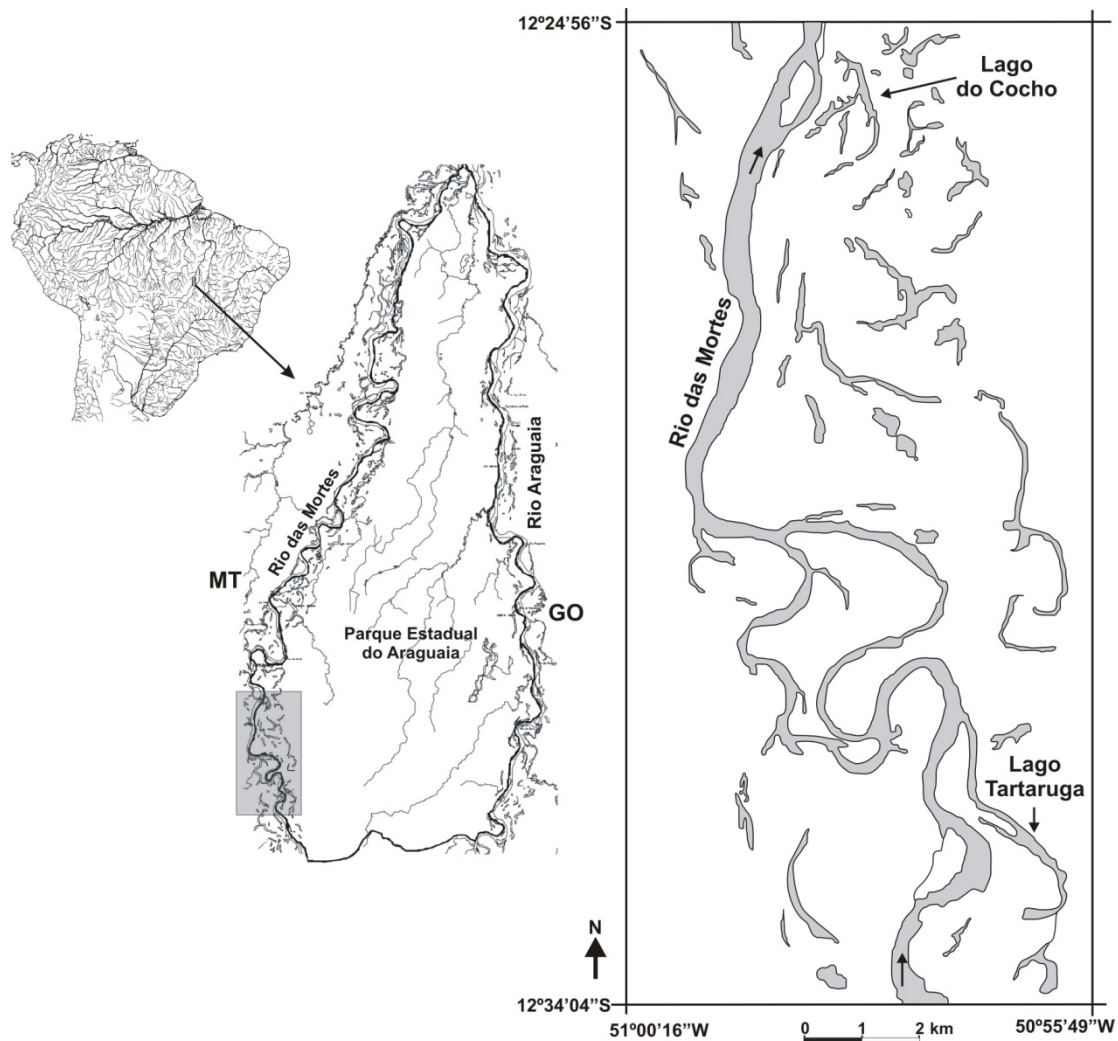 12º24’56”S
Lago
do Cocho
Rio das Mortes
Rio das Mortes
Rio Araguaia
MT
GO
Parque Estadual
do Araguaia
Lago
Tartaruga
N
12º34’04”S
51º00’16”W
50º55’49”W
0 1 2 km